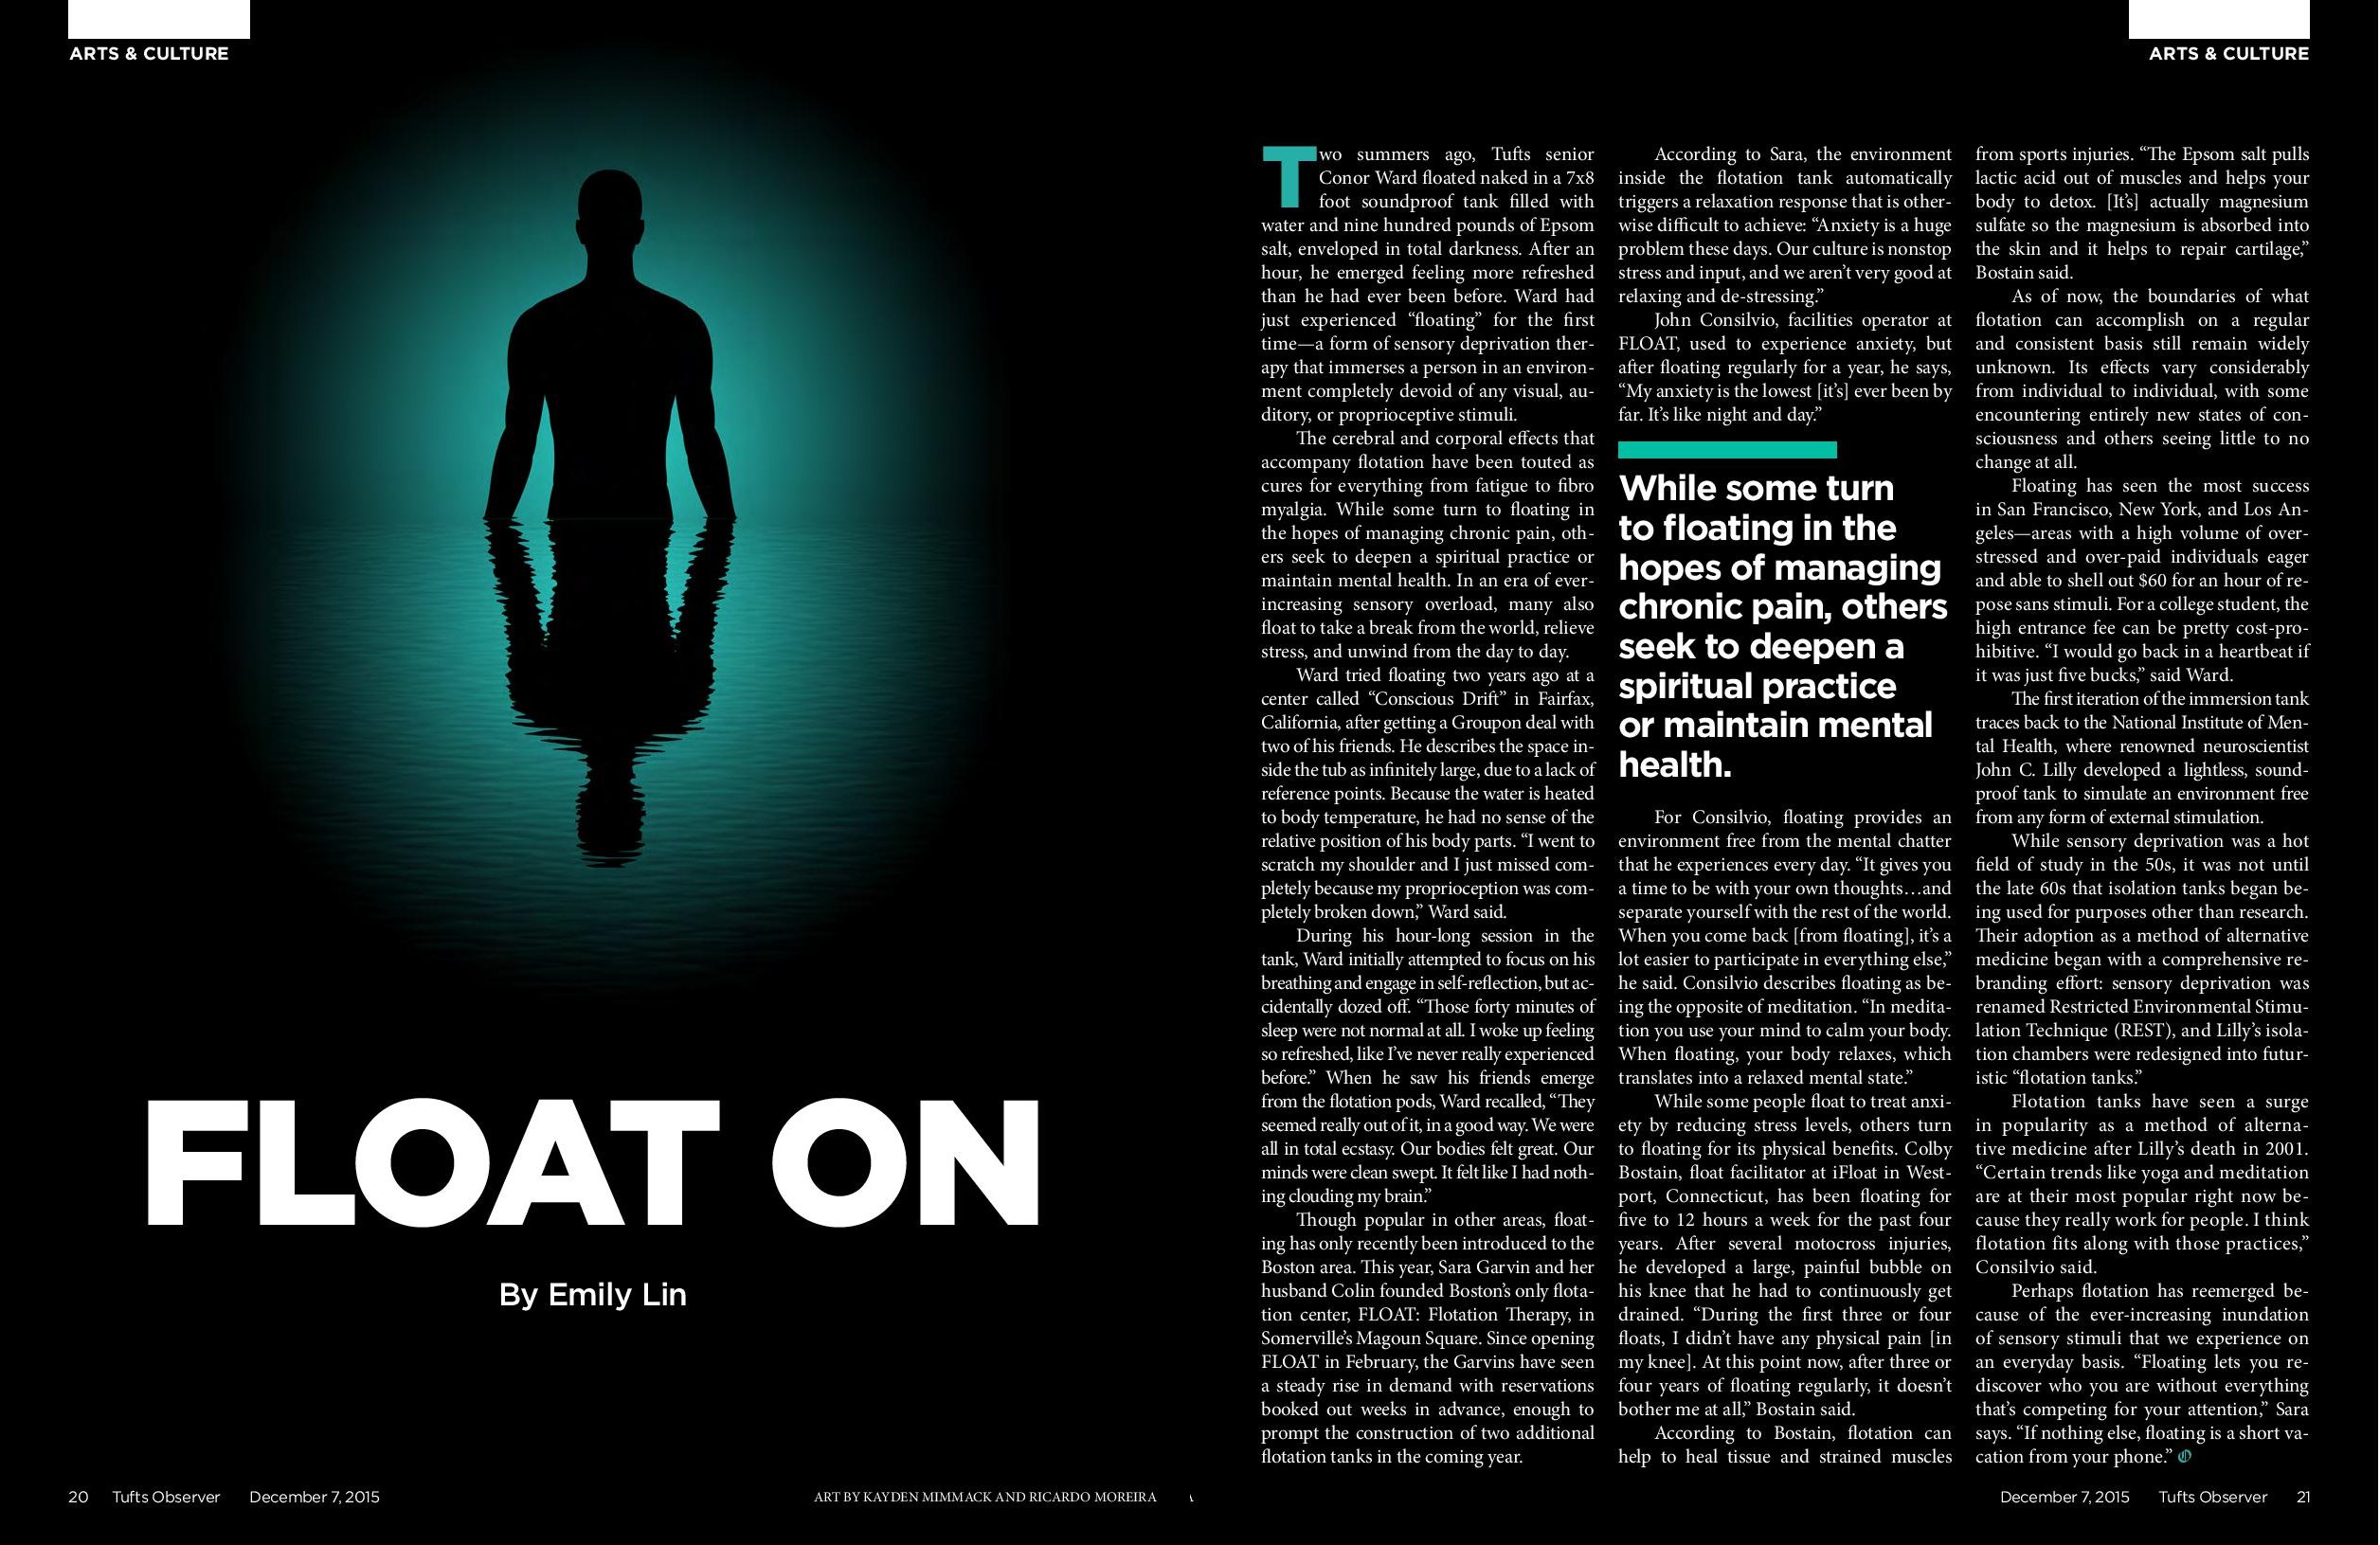 ARTS & CULTURE
FLOAT ON
By Emily Lin
20 Tufts Observer December 7, 2015
ART BY KAYDEN MIMMACK AND RICARDO MOREIRA
ARTS & CULTURE
Two summers ago, Tufts senior
Conor Ward floated naked in a 7x8
foot soundproof tank filled with
water and nine hundred pounds of Epsom
salt, enveloped in total darkness. After an
hour, he emerged feeling more refreshed
than he had ever been before. Ward had
just experienced “floating” for the first
time—a form of sensory deprivation ther-
apy that immerses a person in an environ-
ment completely devoid of any visual, au-
ditory, or proprioceptive stimuli.
The cerebral and corporal effects that
accompany flotation have been touted as
cures for everything from fatigue to fibro
myalgia. While some turn to floating in
the hopes of managing chronic pain, oth-
ers seek to deepen a spiritual practice or
maintain mental health. In an era of ever-
increasing sensory overload, many also
float to take a break from the world, relieve
stress, and unwind from the day to day.
Ward tried floating two years ago at a
center called “Conscious Drift” in Fairfax,
California, after getting a Groupon deal with
two of his friends. He describes the space in-
side the tub as infinitely large, due to a lack of
reference points. Because the water is heated
to body temperature, he had no sense of the
relative position of his body parts. “I went to
scratch my shoulder and I just missed com-
pletely because my proprioception was com-
pletely broken down,” Ward said.
During his hour-long session in the
tank, Ward initially attempted to focus on his
breathing and engage in self-reflection, but ac-
cidentally dozed off. “Those forty minutes of
sleep were not normal at all. I woke up feeling
so refreshed, like I’ve never really experienced
before.” When he saw his friends emerge
from the flotation pods, Ward recalled, “They
seemed really out of it, in a good way. We were
all in total ecstasy. Our bodies felt great. Our
minds were clean swept. It felt like I had noth-
ing clouding my brain.”
Though popular in other areas, float-
ing has only recently been introduced to the
Boston area. This year, Sara Garvin and her
husband Colin founded Boston’s only flota-
tion center, FLOAT: Flotation Therapy, in
Somerville’s Magoun Square. Since opening
FLOAT in February, the Garvins have seen
a steady rise in demand with reservations
booked out weeks in advance, enough to
prompt the construction of two additional
flotation tanks in the coming year.
According to Sara, the environment
inside the flotation tank automatically
triggers a relaxation response that is other-
wise difficult to achieve: “Anxiety is a huge
problem these days. Our culture is nonstop
stress and input, and we aren’t very good at
relaxing and de-stressing.”
John Consilvio, facilities operator at
FLOAT, used to experience anxiety, but
after floating regularly for a year, he says,
“My anxiety is the lowest [it’s] ever been by
far. It’s like night and day.”
While some turn
to floating in the
hopes of managing
chronic pain, others
seek to deepen a
spiritual practice
or maintain mental
health.
For Consilvio, floating provides an
environment free from the mental chatter
that he experiences every day. “It gives you
a time to be with your own thoughts…and
separate yourself with the rest of the world.
When you come back [from floating], it’s a
lot easier to participate in everything else,”
he said. Consilvio describes floating as be-
ing the opposite of meditation. “In medita-
tion you use your mind to calm your body.
When floating, your body relaxes, which
translates into a relaxed mental state.”
While some people float to treat anxi-
ety by reducing stress levels, others turn
to floating for its physical benefits. Colby
Bostain, float facilitator at iFloat in West-
port, Connecticut, has been floating for
five to 12 hours a week for the past four
years. After several motocross injuries,
he developed a large, painful bubble on
his knee that he had to continuously get
drained. “During the first three or four
floats, I didn’t have any physical pain [in
my knee]. At this point now, after three or
four years of floating regularly, it doesn’t
bother me at all,” Bostain said.
According to Bostain, flotation can
help to heal tissue and strained muscles
from sports injuries. “The Epsom salt pulls
lactic acid out of muscles and helps your
body to detox. [It’s] actually magnesium
sulfate so the magnesium is absorbed into
the skin and it helps to repair cartilage,”
Bostain said.
As of now, the boundaries of what
flotation can accomplish on a regular
and consistent basis still remain widely
unknown. Its effects vary considerably
from individual to individual, with some
encountering entirely new states of con-
sciousness and others seeing little to no
change at all.
Floating has seen the most success
in San Francisco, New York, and Los An-
geles—areas with a high volume of over-
stressed and over-paid individuals eager
and able to shell out $60 for an hour of re-
pose sans stimuli. For a college student, the
high entrance fee can be pretty cost-pro-
hibitive. “I would go back in a heartbeat if
it was just five bucks,” said Ward.
The first iteration of the immersion tank
traces back to the National Institute of Men-
tal Health, where renowned neuroscientist
John C. Lilly developed a lightless, sound-
proof tank to simulate an environment free
from any form of external stimulation.
While sensory deprivation was a hot
field of study in the 50s, it was not until
the late 60s that isolation tanks began be-
ing used for purposes other than research.
Their adoption as a method of alternative
medicine began with a comprehensive re-
branding effort: sensory deprivation was
renamed Restricted Environmental Stimu-
lation Technique (REST), and Lilly’s isola-
tion chambers were redesigned into futur-
istic “flotation tanks.”
Flotation tanks have seen a surge
in popularity as a method of alterna-
tive medicine after Lilly’s death in 2001.
“Certain trends like yoga and meditation
are at their most popular right now be-
cause they really work for people. I think
flotation fits along with those practices,”
Consilvio said.
Perhaps flotation has reemerged be-
cause of the ever-increasing inundation
of sensory stimuli that we experience on
an everyday basis. “Floating lets you re-
discover who you are without everything
that’s competing for your attention,” Sara
says. “If nothing else, floating is a short va-
cation from your phone.” O
December 7, 2015 Tufts Observer 21